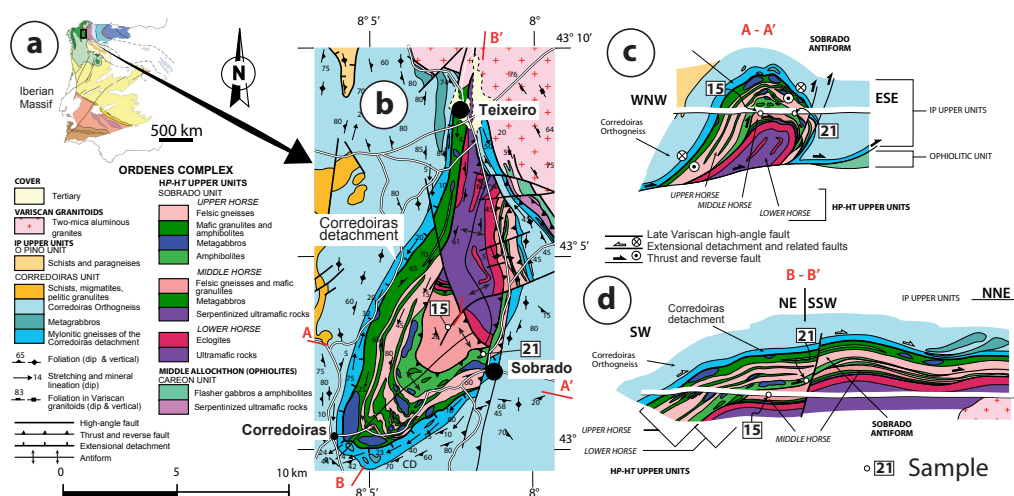 a
Iberian
Massif
500 km
N
ORDENES COMPLEX
COVER
Tertiary
VARISCAN GRANITOIDS
Two-mica aluminous
granites
IP UPPER UNITS
O PINO UNIT
Schists and paragneises
CORREDOIRAS UNIT
Schists, migmatites,
pelitic granulites
Corredoiras Orthogneiss
Metagrabbros
Mylonitic gneisses of the
Corredoiras detachment
65
Foliation (dip & vertical)
14
Stretching and mineral
lineation (dip)
83
Foliation in Variscan
granitoids (dip & vertical)
High-angle fault
Thrust and reverse fault
Extensional detachment
Antiform
0 5 10 km
HP-HT UPPER UNITS
SOBRADO UNIT
UPPER HORSE
Felsic gneisses
Mafic granulites and
amphibolites
Metagabbros
Amphibolites
MIDDLE HORSE
Felsic gneisses and mafic
granulites
Metagabbros
Serpentinized ultramafic rocks
LOWER HORSE
Eclogites
Ultramafic rocks
MIDDLE ALLOCHTHON (OPHIOLITES)
CAREON UNIT
Flasher gabbros a amphibolites
Serpentinized ultramafic rocks
8° 5' 8°
43° 10'
B'
b
Teixeiro
Corredoiras
detachment
43° 5'
15
A
21
Sobrado
A'
Corredoiras
43°
CD
B
8° 5' 8°
c
A - A'
SOBRADO
ANTIFORM
15
WNW
ESE
IP UPPER UNITS
Corredoiras
Orthogneiss
21
OPHIOLITIC UNIT
UPPER HORSE
MIDDLE HORSE
LOWER HORSE
HP-HT UPPER UNITS
Late Variscan high-angle fault
Extensional detachment and related faults
Thrust and reverse fault
B - B'
d
NE SSW
IP UPPER UNITS
NNE
SW
Corredoiras
detachment
21
Corredoiras
Orthogneiss
UPPER HORSE
LOWER HORSE
15
MIDDLE HORSE
SOBRADO
ANTIFORM
HP-HT UPPER UNITS
21 Sample